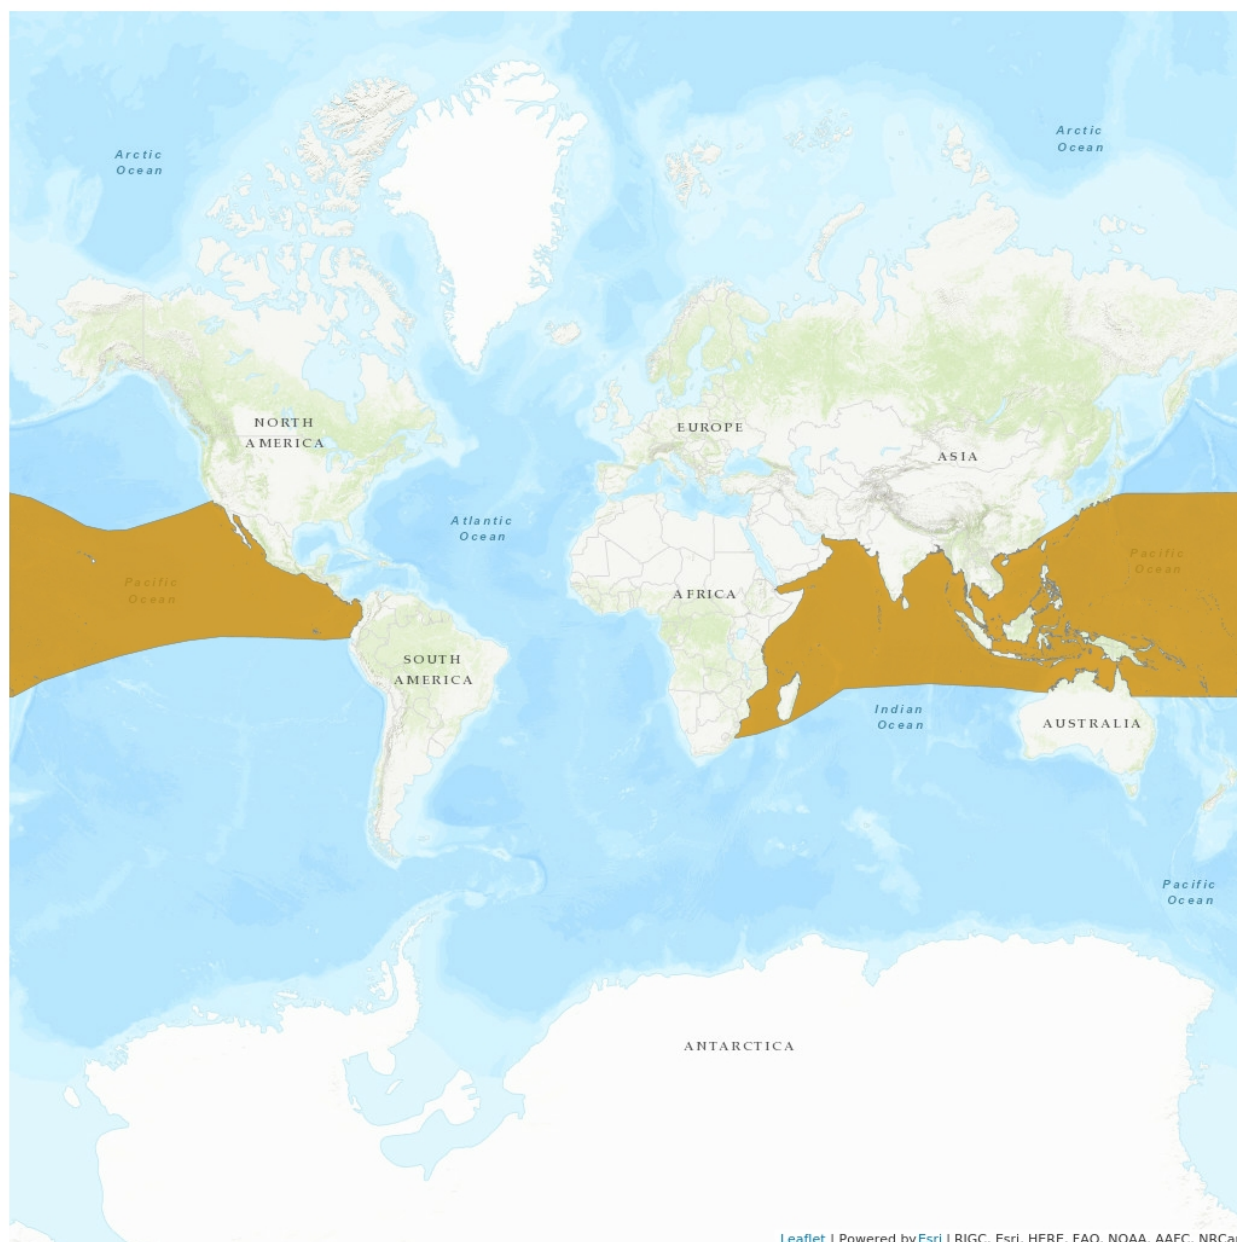 Arctic
Ocean
Arctic
Ocean
NORTH
AMERICA
EUROPE
ASIA
Atlantic
Ocean
Pacific
Ocean
Pacific
Ocean
AFRICA
SOUTH
AMERICA
Indian
Ocean
AUSTRALIA
Pacific
Ocean
ANTARCTICA
Leaflet | Powered by Esri | RIGC, Esri, HERE, FAO, NOAA, AAFC, NRCan